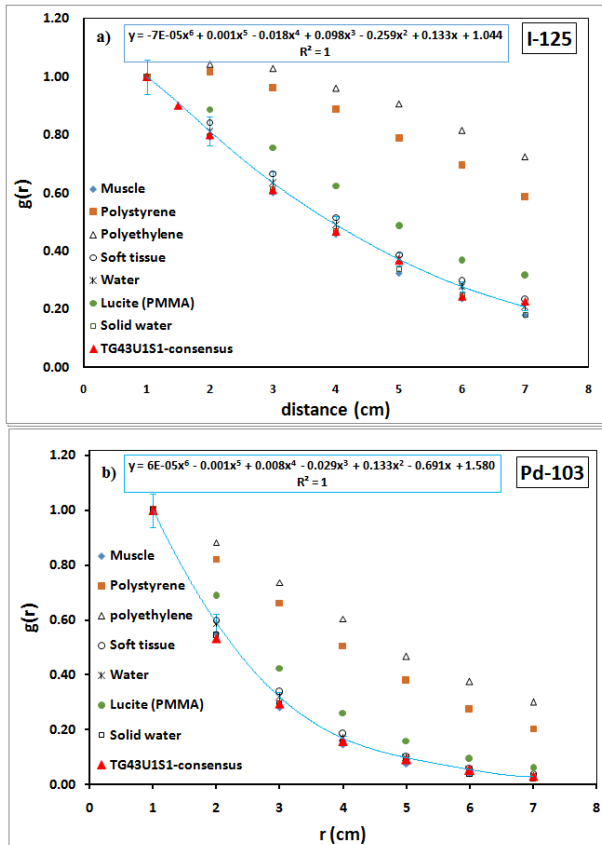 a)
y = -7E-05x⁶ + 0.001x⁵ - 0.018x⁴ + 0.098x³ - 0.259x² + 0.133x + 1.044
R² = 1
I-125
g(r)
1.20
1.00
0.80
0.60
0.40
0.20
0.00
Muscle
Polystyrene
Polyethylene
Soft tissue
Water
Lucite (PMMA)
Solid water
TG43U1S1-consensus
0 1 2 3 4 5 6 7 8
distance (cm)
b)
y = 6E-05x⁶ - 0.001x⁵ + 0.008x⁴ - 0.029x³ + 0.133x² - 0.691x + 1.580
R² = 1
Pd-103
g(r)
1.20
1.00
0.80
0.60
0.40
0.20
0.00
Muscle
Polystyrene
polyethylene
Soft tissue
Water
Lucite (PMMA)
Solid water
TG43U1S1-consensus
0 1 2 3 4 5 6 7 8
r (cm)